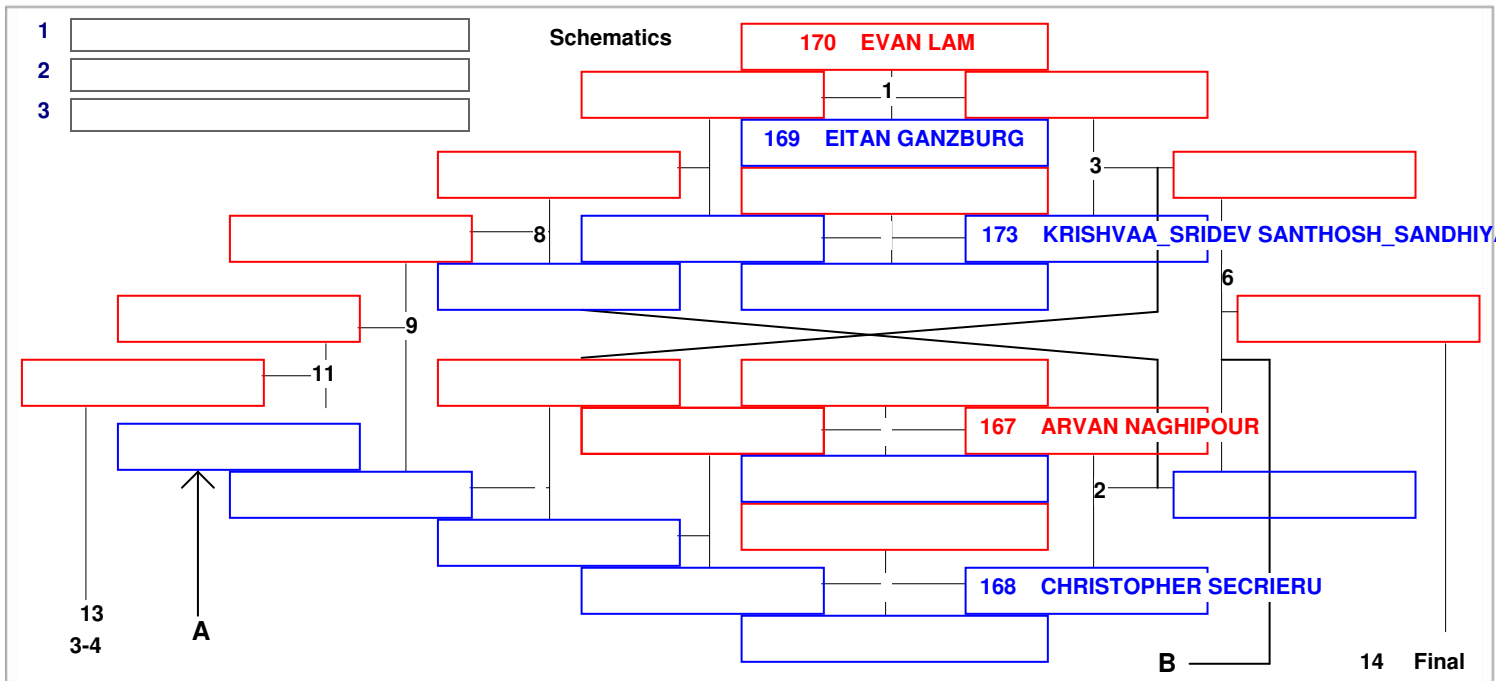 1
Schematics
170 EVAN LAM
2
1
3
169 EITAN GANZBURG
3
8
173 KRISHVAA_SRIDEV SANTHOSH_SANDHIYA
6
9
11
167 ARVAN NAGHIPOUR
2
168 CHRISTOPHER SECRIERU
13
A
3-4
B
14 Final